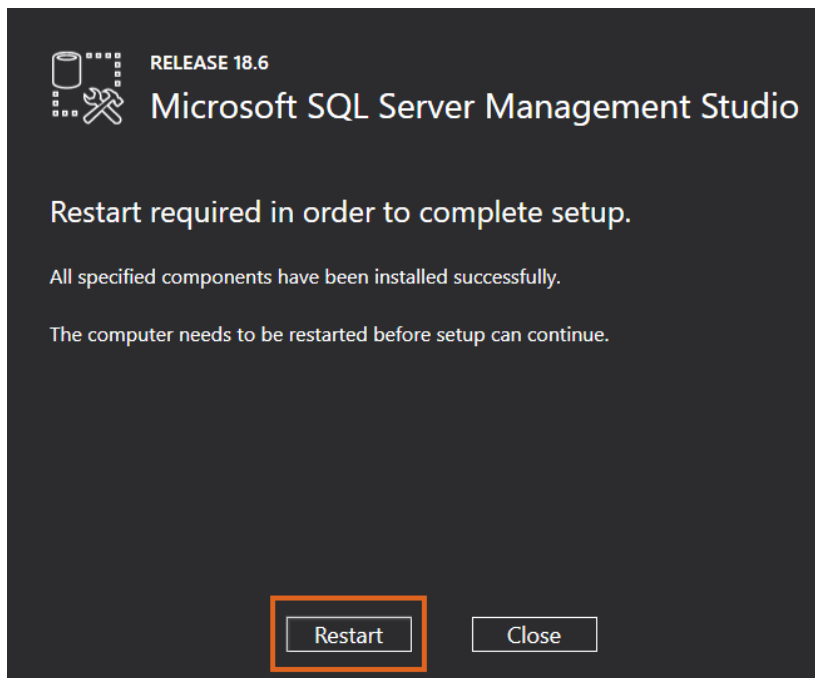 RELEASE 18.6
Microsoft SQL Server Management Studio
Restart required in order to complete setup.
All specified components have been installed successfully.
The computer needs to be restarted before setup can continue.
Restart
Close